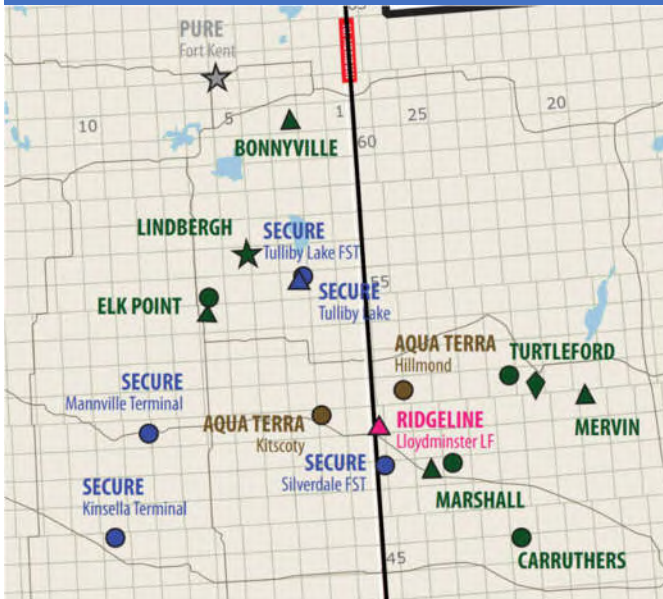 PURE
Fort Kent
10
5
1
25
20
60
BONNYVILLE
LINDBERGH
SECURE
Tulliby Lake FST
55
SECURE
Tulliby Lake
ELK POINT
AQUA TERRA
Hillmond
TURTLEFORD
SECURE
Mannville Terminal
MERVIN
AQUA TERRA
Kitscoty
RIDGELINE
Lloydminster LF
SECURE
Silverdale FST
MARSHALL
SECURE
Kinsella Terminal
CARRUTHERS
45